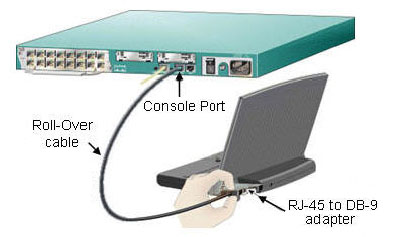 Console Port
Roll-Over
cable
RJ-45 to DB-9
adapter